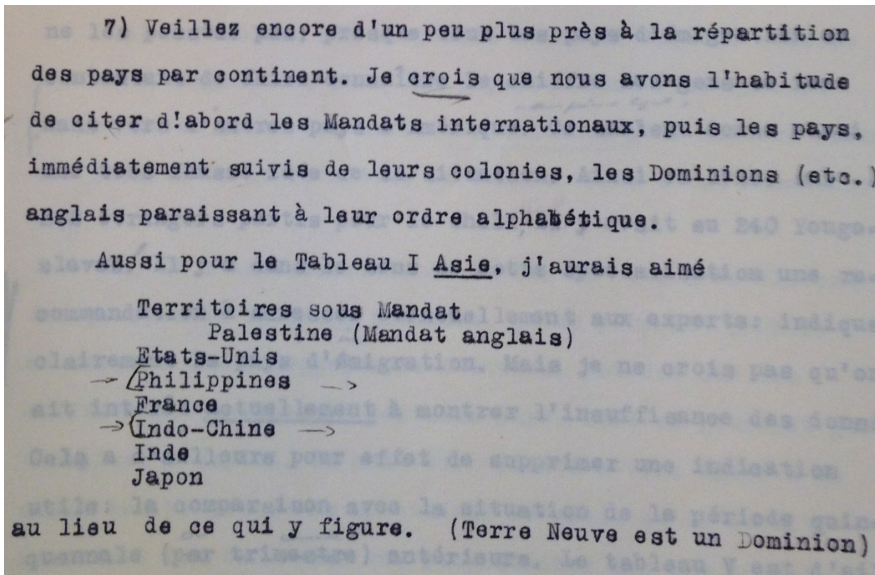 7) Veillez encore d'un peu plus près à la répartition
des pays par continent. Je crois que nous avons l'habitude
de citer d'abord les Mandats internationaux, puis les pays,
immédiatement suivis de leurs colonies, les Dominions (etc.)
anglais paraissant à leur ordre alphabétique.
Aussi pour le Tableau I Asie, j'aurais aimé
Territoires sous Mandat
Palestine (Mandat anglais)
Etats-Unis
Philippines
France
Indo-Chine
Inde
Japon
au lieu de ce qui y figure. (Terre Neuve est un Dominion)